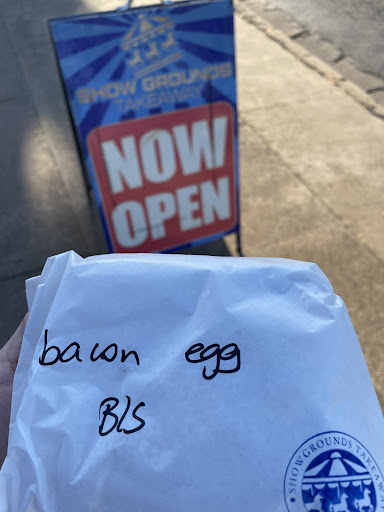 SHOW GROUNDS
TAKEAWAY
NOW
OPEN
bacon egg
B/S
SHOWGROUNDS TAKEAWAY